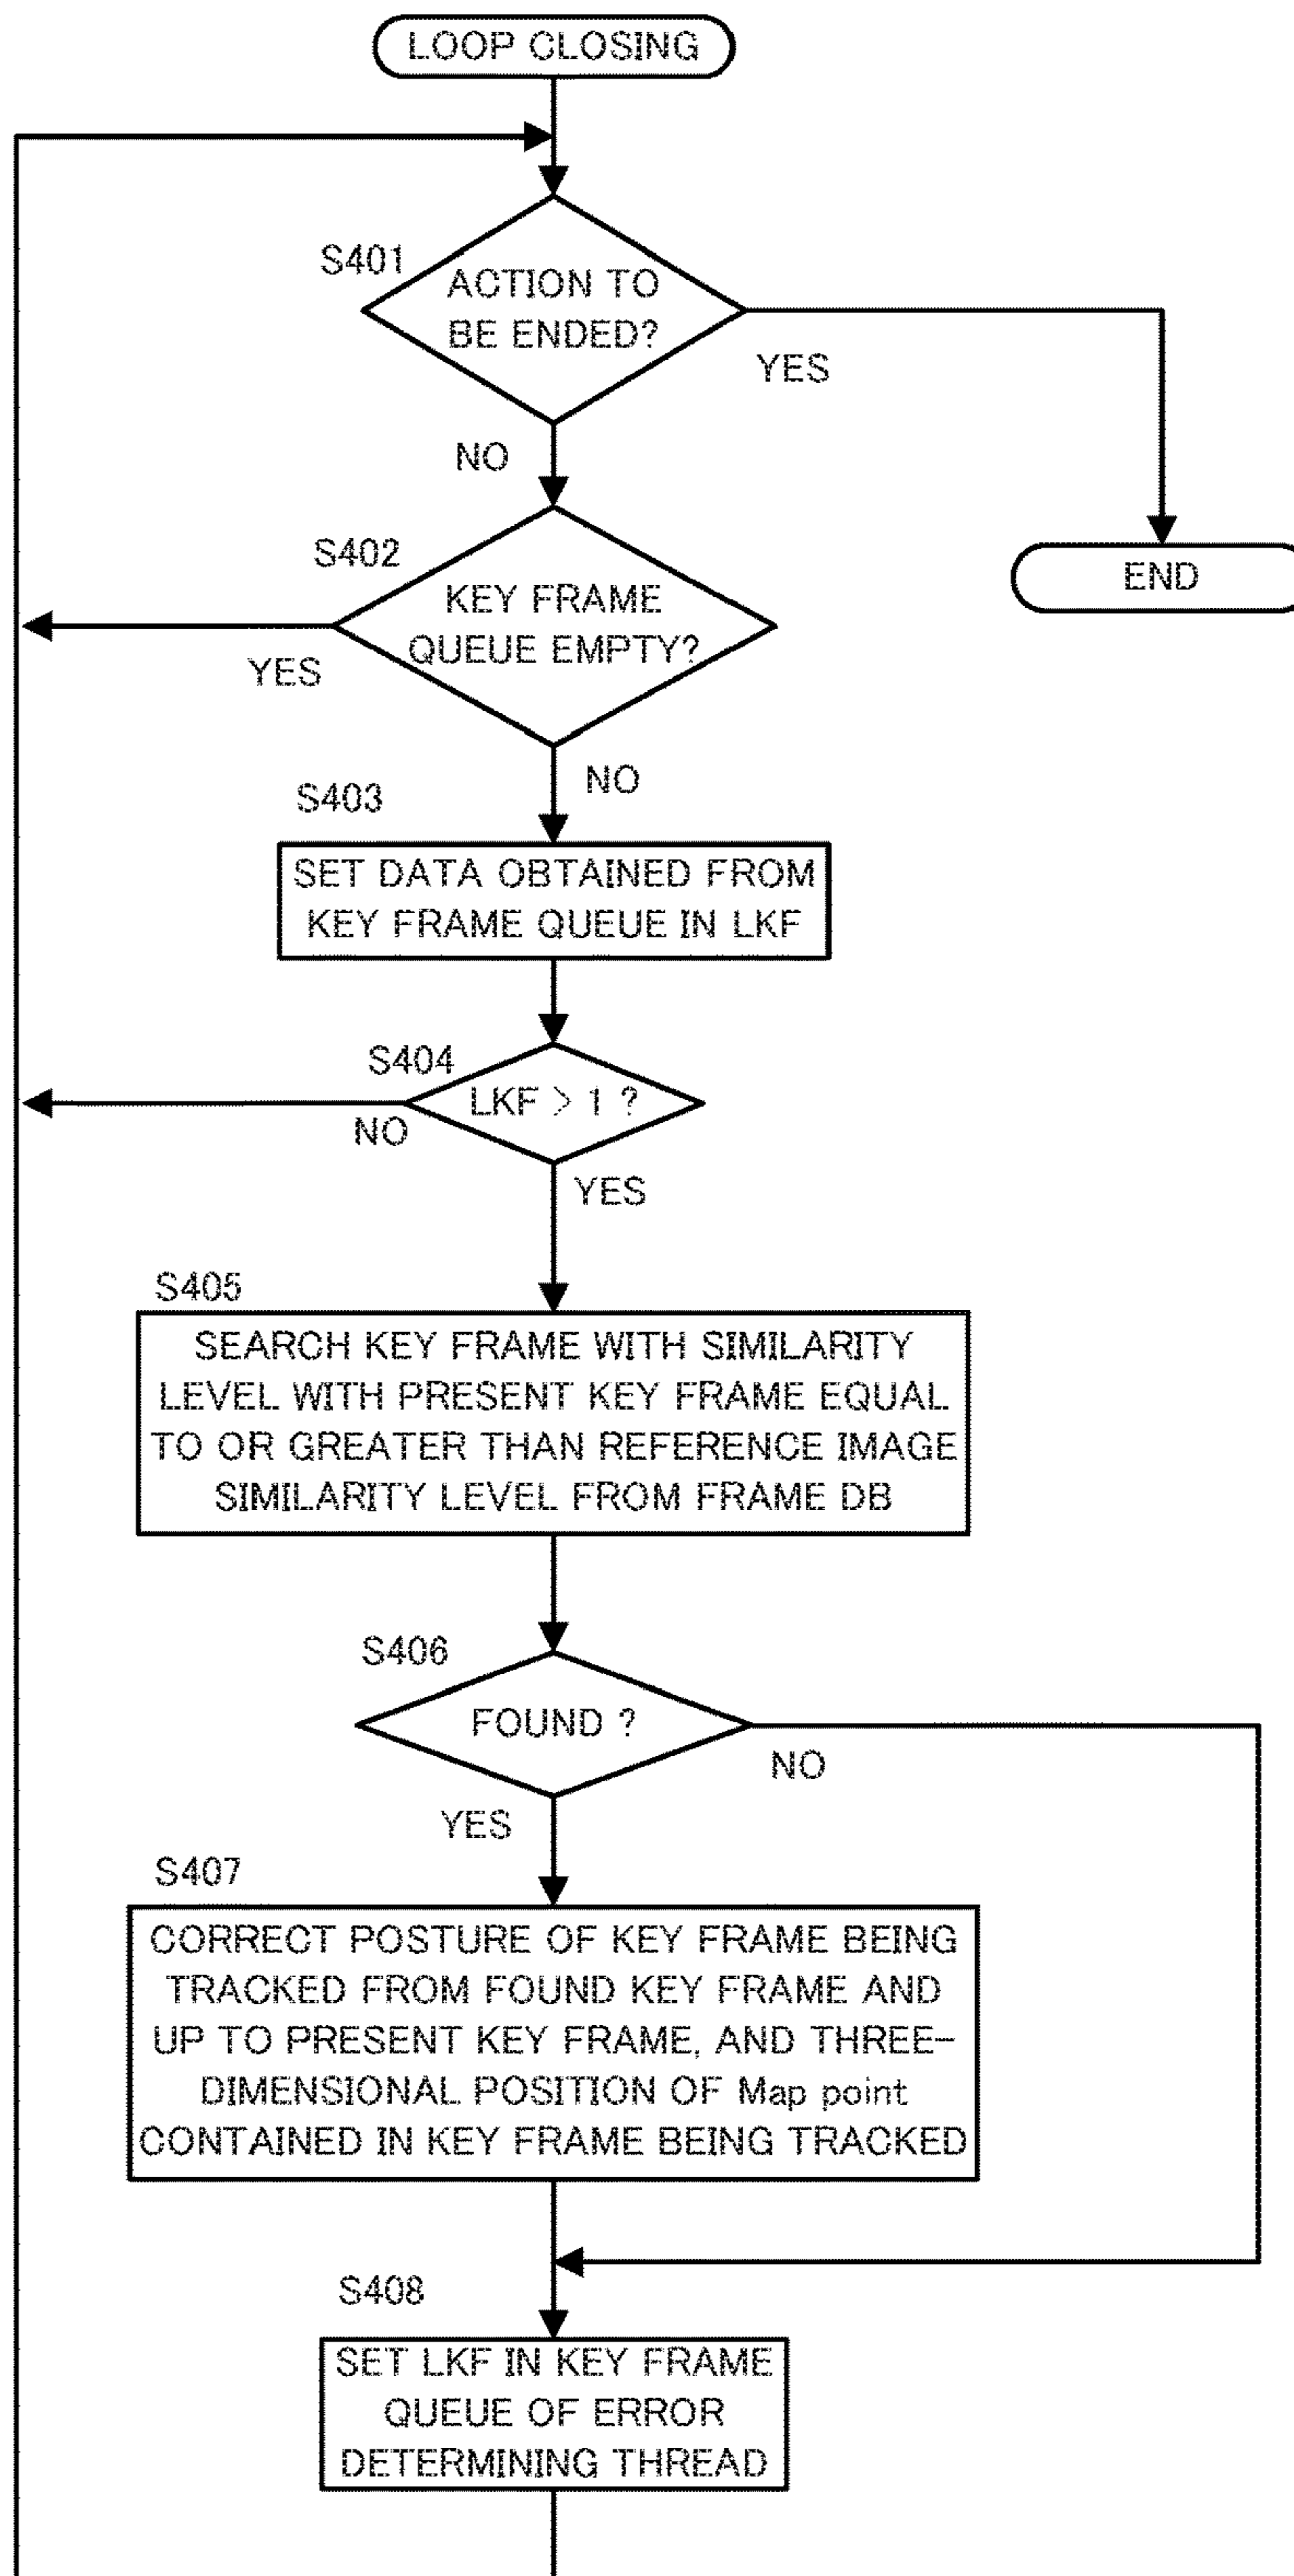 LOOP CLOSING
S401
ACTION TO
BE ENDED?
YES
NO
S402
KEY FRAME
QUEUE EMPTY?
END
YES
NO
S403
SET DATA OBTAINED FROM
KEY FRAME QUEUE IN LKF
S404
LKF > 1 ?
NO
YES
S405
SEARCH KEY FRAME WITH SIMILARITY
LEVEL WITH PRESENT KEY FRAME EQUAL
TO OR GREATER THAN REFERENCE IMAGE
SIMILARITY LEVEL FROM FRAME DB
S406
FOUND ?
NO
YES
S407
CORRECT POSTURE OF KEY FRAME BEING
TRACKED FROM FOUND KEY FRAME AND
UP TO PRESENT KEY FRAME, AND THREE-
DIMENSIONAL POSITION OF Map point
CONTAINED IN KEY FRAME BEING TRACKED
S408
SET LKF IN KEY FRAME
QUEUE OF ERROR
DETERMINING THREAD